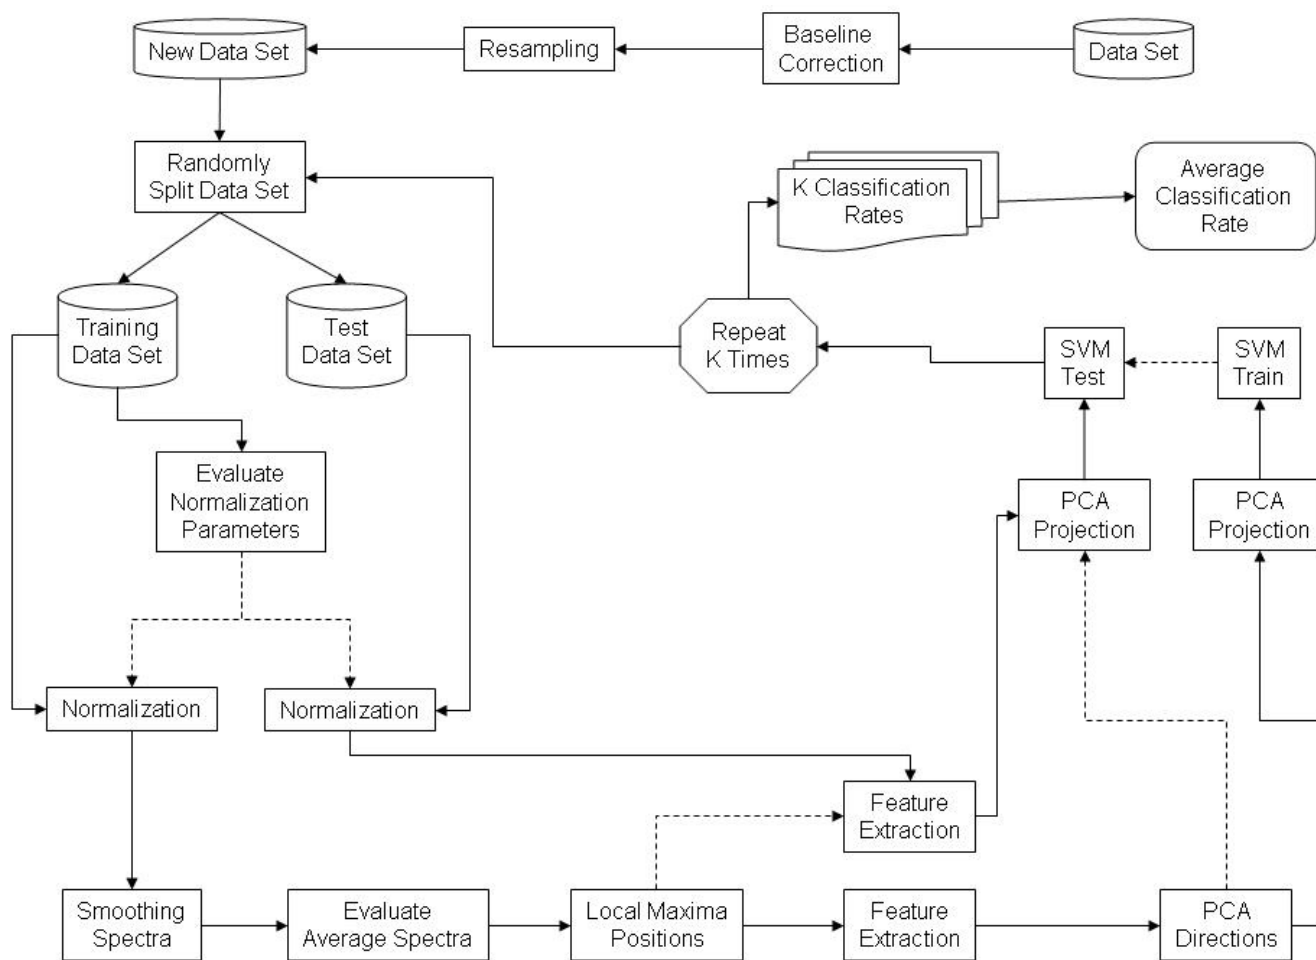 New Data Set
Resampling
Baseline
Correction
Data Set
Randomly
Split Data Set
K Classification
Rates
Average
Classification
Rate
Training
Data Set
Test
Data Set
Repeat
K Times
SVM
Test
SVM
Train
Evaluate
Normalization
Parameters
PCA
Projection
PCA
Projection
Normalization
Normalization
Feature
Extraction
Smoothing
Spectra
Evaluate
Average Spectra
Local Maxima
Positions
Feature
Extraction
PCA
Directions